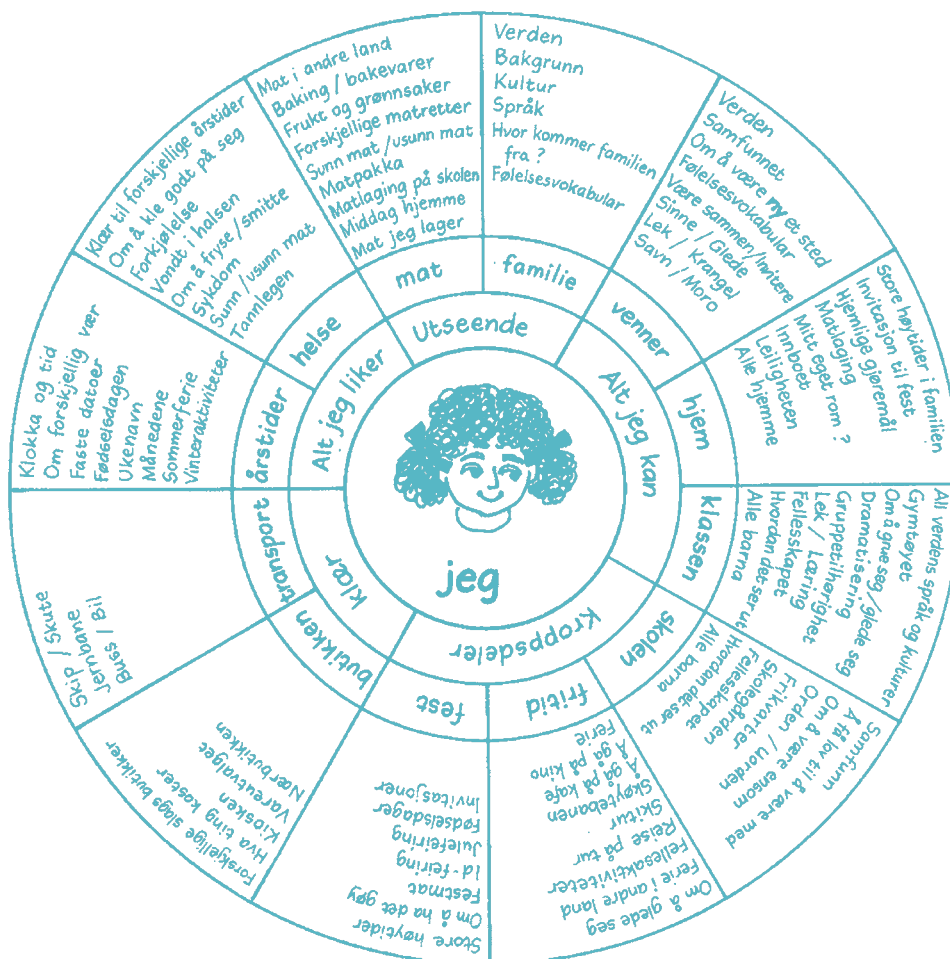 jeg
Utseende
Alt jeg kan
Kroppsdeler
klær
Alt jeg liker
mat
familie
venner
hjem
klassen
skolen
fritid
fest
butikken
transport
årstider
helse
Mat i andre land
Baking / bakevarer
Frukt og grønnsaker
Forskjellige matretter
Sunn mat /usunn mat
Matpakka
Matlaging på skolen
Middag hjemme
Mat jeg lager
Verden
Bakgrunn
Kultur
Språk
Hvor kommer familien
fra ?
Følelsesvokabular
Verden
Samfunnet
Om å være ny et sted
Følelsesvokabular
Være sammen/Invitere
Sinne / Glede
Lek / Krangel
Savn / Moro
Store høytider i familien
Invitasjon til fest
Hjemlige gjøremål
Matlaging
Mitt eget rom ?
Innboet
Leiligheten
Alle hjemme
All verdens språk og kulturer
Gymtøyet
Om å grue seg/glede seg
Dramatisering
Gruppetilhørighet
Lek / Læring
Fellesskapet
Hvordan det ser ut
Alle barna
Samfunn
Å få lov til å være med
Om å være ensom
Orden / uorden
Frikvarter
Skolegården
Fellesskapet
Hvordan det ser ut
Alle barna
Om å glede seg
Ferie i andre land
Fellesaktiviteter
Reise på tur
Skitur
Skøytebanen
Å gå på kafe
Å gå på kino
Ferie
Store høytider
Om å ha det gøy
Festmat
Id-feiring
Julefeiring
Fødselsdager
Invitasjoner
Forskjellige slags butikker
Hva ting koster
Kiosken
Vareutvalget
Nærbutikken
Skip / Skute
Jernbane
Buss / Bil
Klokka og tid
Om forskjellig vær
Faste datoer
Fødselsdagen
Ukenavn
Månedene
Sommerferie
Vinteraktiviteter
Klær til forskjellige årstider
Om å kle godt på seg
Forkjølelse
Vondt i halsen
Om å fryse/smitte
Sykdom
Sunn/usunn mat
Tannlegen